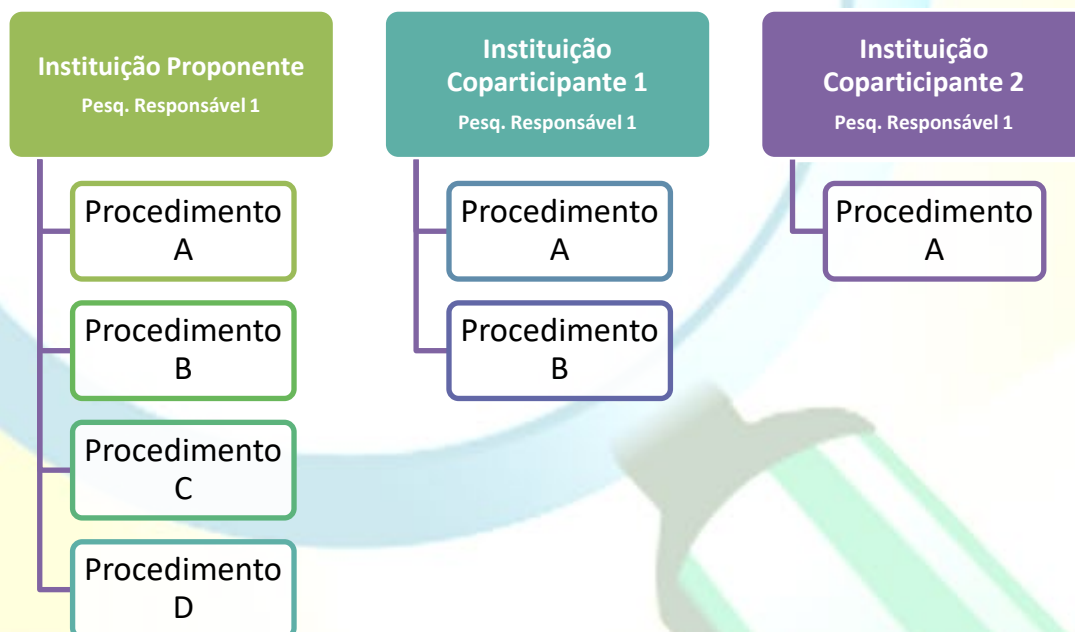 Instituição Proponente
Pesq. Responsável 1
Procedimento
A
Procedimento
B
Procedimento
C
Procedimento
D
Instituição
Coparticipante 1
Pesq. Responsável 1
Procedimento
A
Procedimento
B
Instituição
Coparticipante 2
Pesq. Responsável 1
Procedimento
A